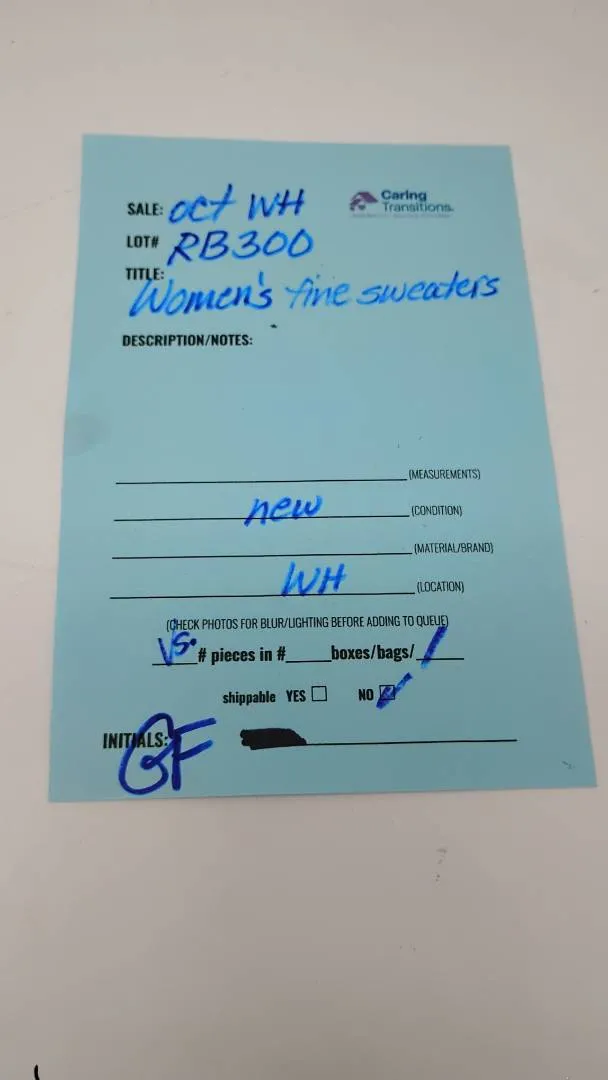 SALE: Oct WH
Caring
Transitions.
LOT# RB300
TITLE:
Women's fine sweaters
DESCRIPTION/NOTES:
(MEASUREMENTS)
new (CONDITION)
(MATERIAL/BRAND)
WH (LOCATION)
(CHECK PHOTOS FOR BLUR/LIGHTING BEFORE ADDING TO QUEUE)
VS. # pieces in #_____boxes/bags/ 1
shippable YES ☐ NO ☑
INITIALS: GF